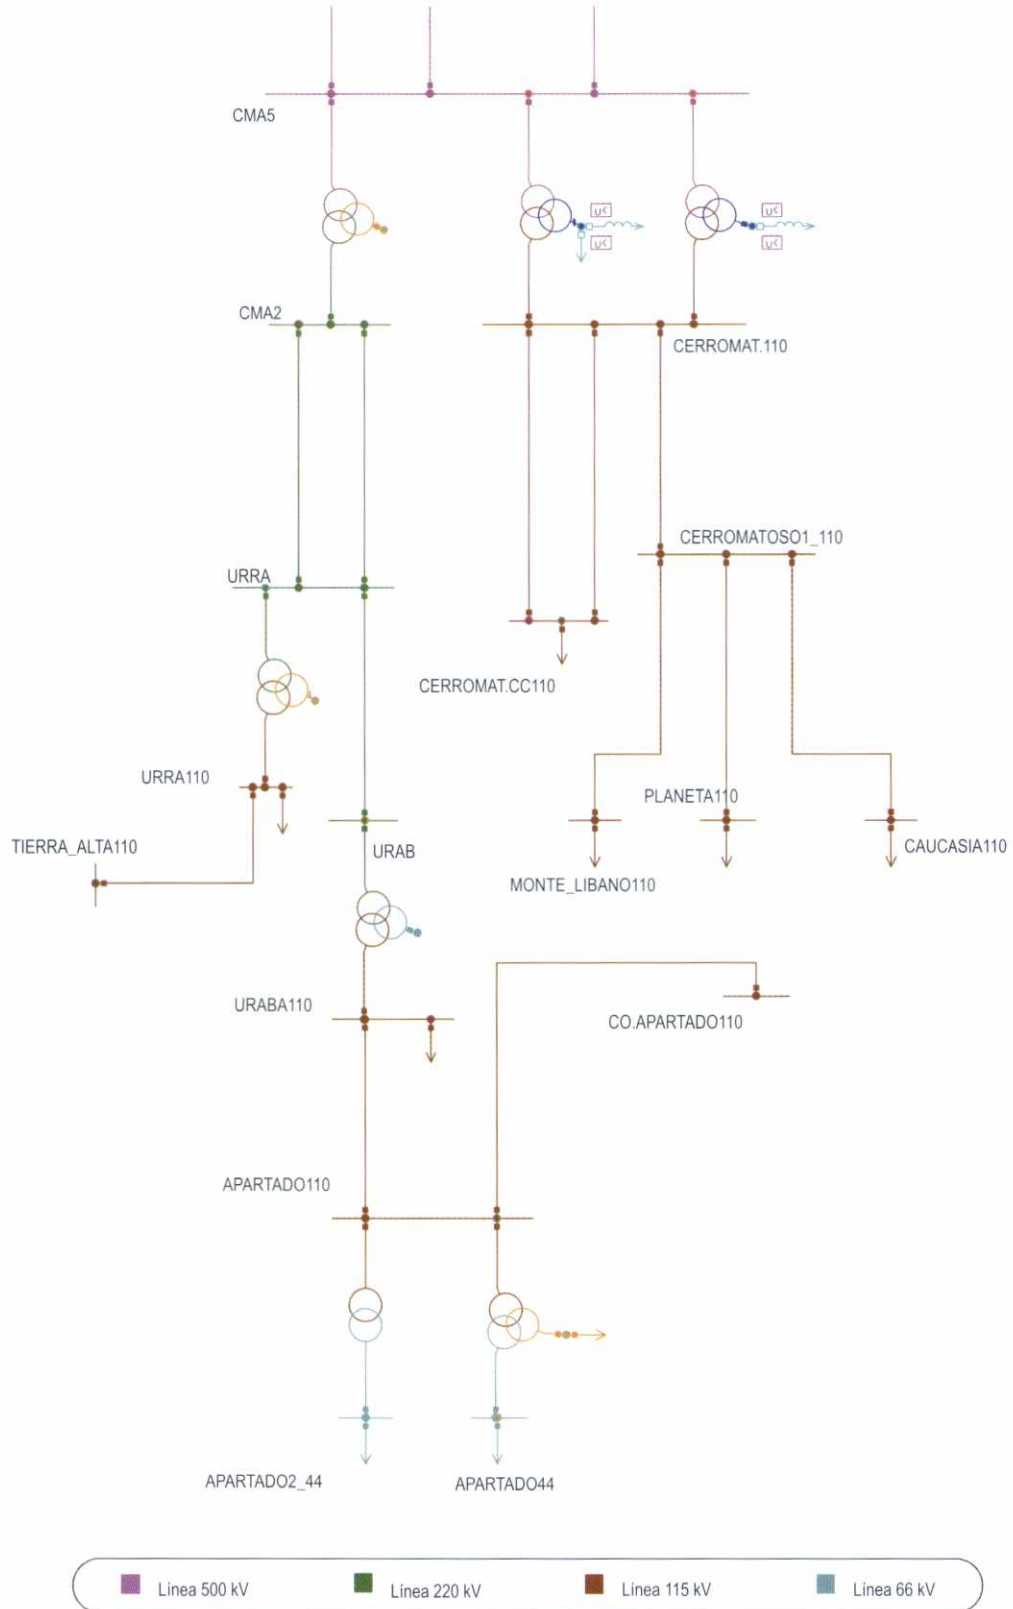 CMA5
U<
U<
U<
U<
CMA2
CERROMAT.110
CERROMATOSO1_110
URRA
CERROMAT.CC110
URRA110
PLANETA110
TIERRA_ALTA110
URAB
CAUCASIA110
MONTE_LIBANO110
URABA110
CO.APARTADO110
APARTADO110
APARTADO2_44
APARTADO44
Línea 500 kV
Línea 220 kV
Línea 115 kV
Línea 66 kV